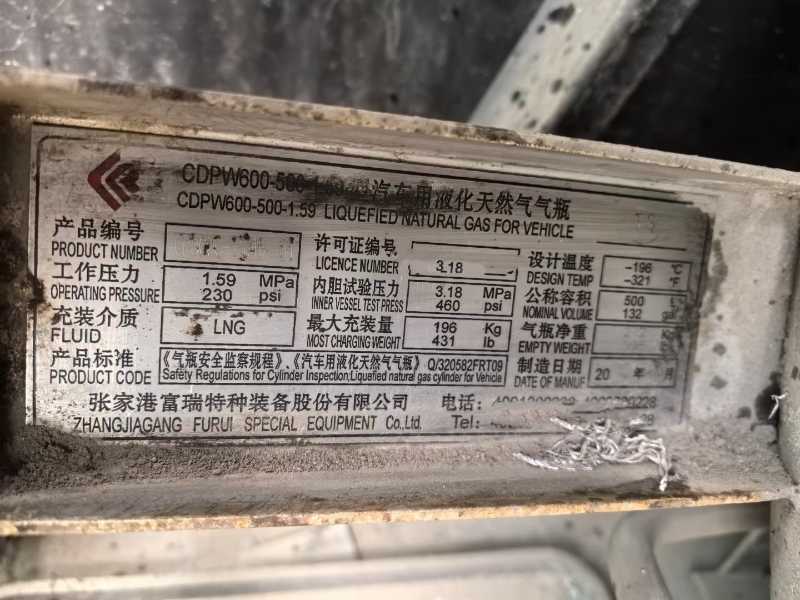 CDPW600-500-1.59 汽车用液化天然气气瓶
CDPW600-500-1.59 LIQUEFIED NATURAL GAS FOR VEHICLE
产品编号
PRODUCT NUMBER
许可证编号
LICENCE NUMBER 3.18
设计温度 -196 ℃
DESIGN TEMP -321 ℉
工作压力 1.59 MPa
OPERATING PRESSURE 230 psi
内胆试验压力 3.18 MPa
INNER VESSEL TEST PRESS 460 psi
公称容积 500 L
NOMINAL VOLUME 132
充装介质
FLUID LNG
最大充装量 196 Kg
MOST CHARGING WEIGHT 431 lb
气瓶净重
EMPTY WEIGHT
产品标准 《气瓶安全监察规程》、《汽车用液化天然气气瓶》 Q/320582FRT09
PRODUCT CODE Safety Regulations for Cylinder Inspection,Liquefied natural gas cylinder for Vehicle
制造日期
DATE OF MANUF 20 年 月
张家港富瑞特种装备股份有限公司 电话:
ZHANGJIAGANG FURUI SPECIAL EQUIPMENT Co.,Ltd. Tel: